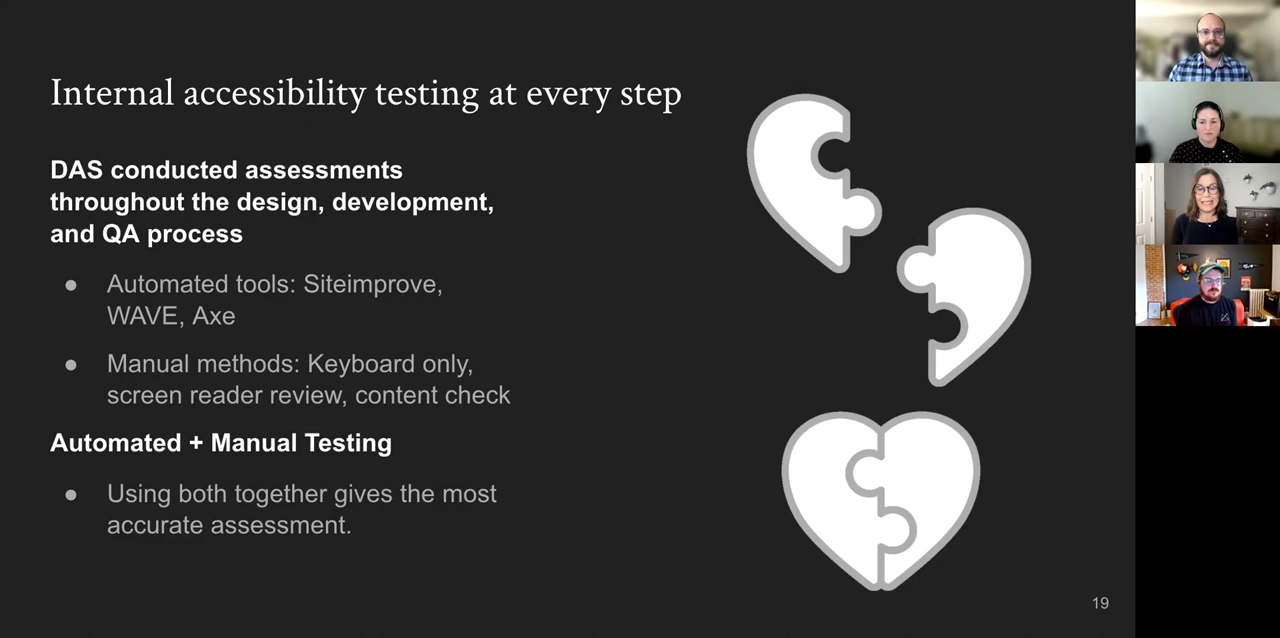 Internal accessibility testing at every step
DAS conducted assessments
throughout the design, development,
and QA process
● Automated tools: Siteimprove,
WAVE, Axe
● Manual methods: Keyboard only,
screen reader review, content check
Automated + Manual Testing
● Using both together gives the most
accurate assessment.
19